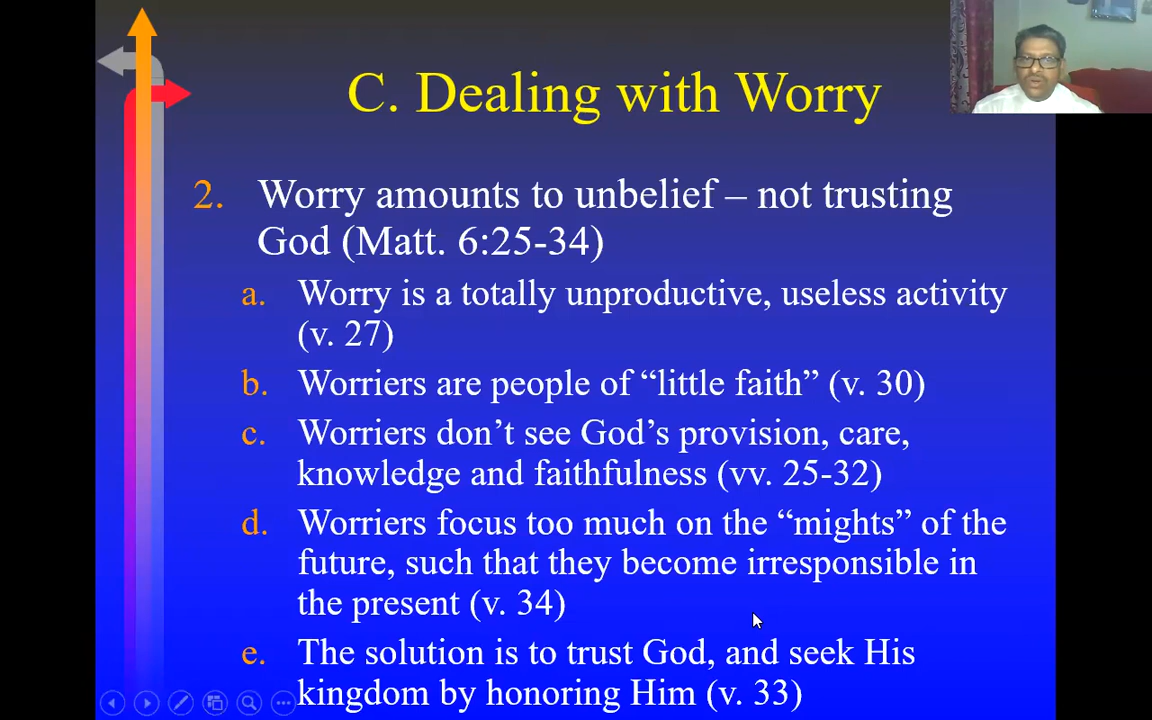 C. Dealing with Worry
2. Worry amounts to unbelief – not trusting
God (Matt. 6:25-34)
a. Worry is a totally unproductive, useless activity
(v. 27)
b. Worriers are people of “little faith” (v. 30)
c. Worriers don’t see God’s provision, care,
knowledge and faithfulness (vv. 25-32)
d. Worriers focus too much on the “mights” of the
future, such that they become irresponsible in
the present (v. 34)
e. The solution is to trust God, and seek His
kingdom by honoring Him (v. 33)